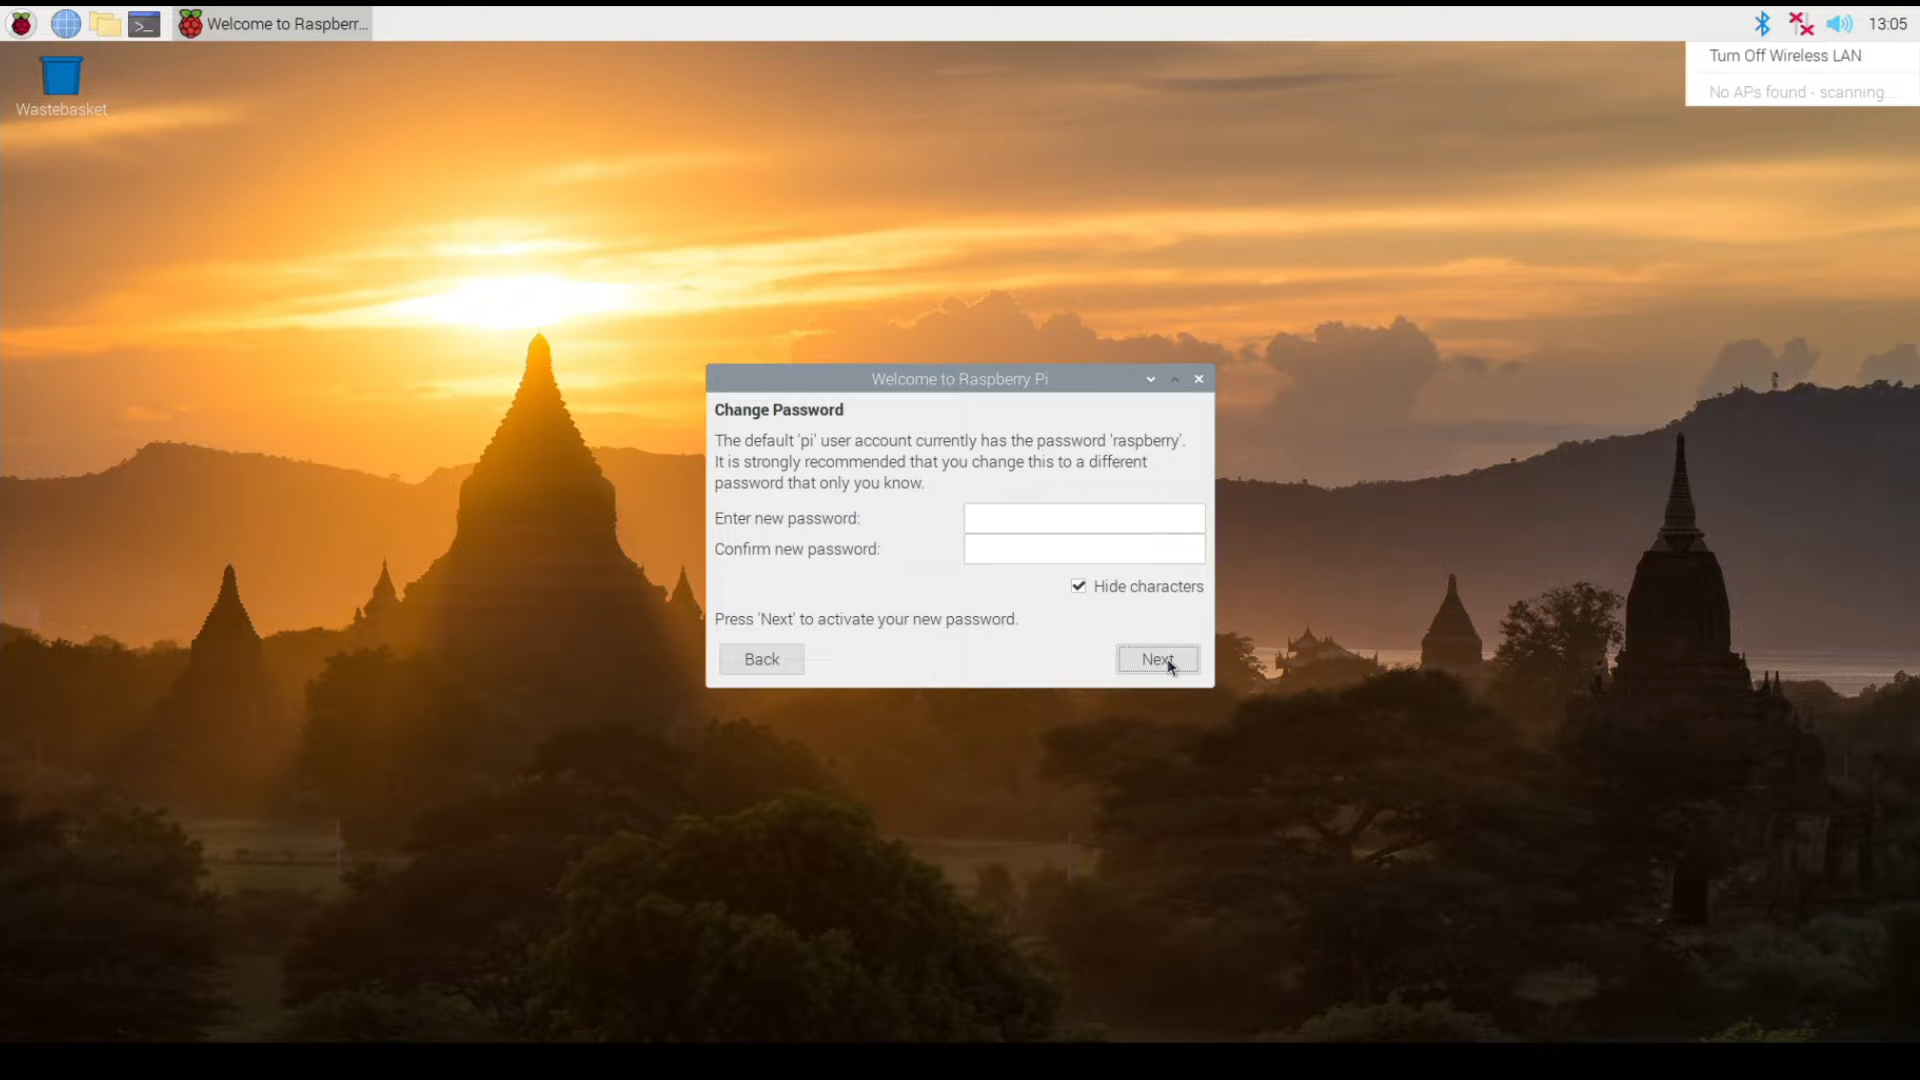 Welcome to Raspberr...
13:05
Turn Off Wireless LAN
No APs found - scanning...
Wastebasket
Welcome to Raspberry Pi
Change Password
The default 'pi' user account currently has the password 'raspberry'.
It is strongly recommended that you change this to a different
password that only you know.
Enter new password:
Confirm new password:
Hide characters
Press 'Next' to activate your new password.
Back
Next